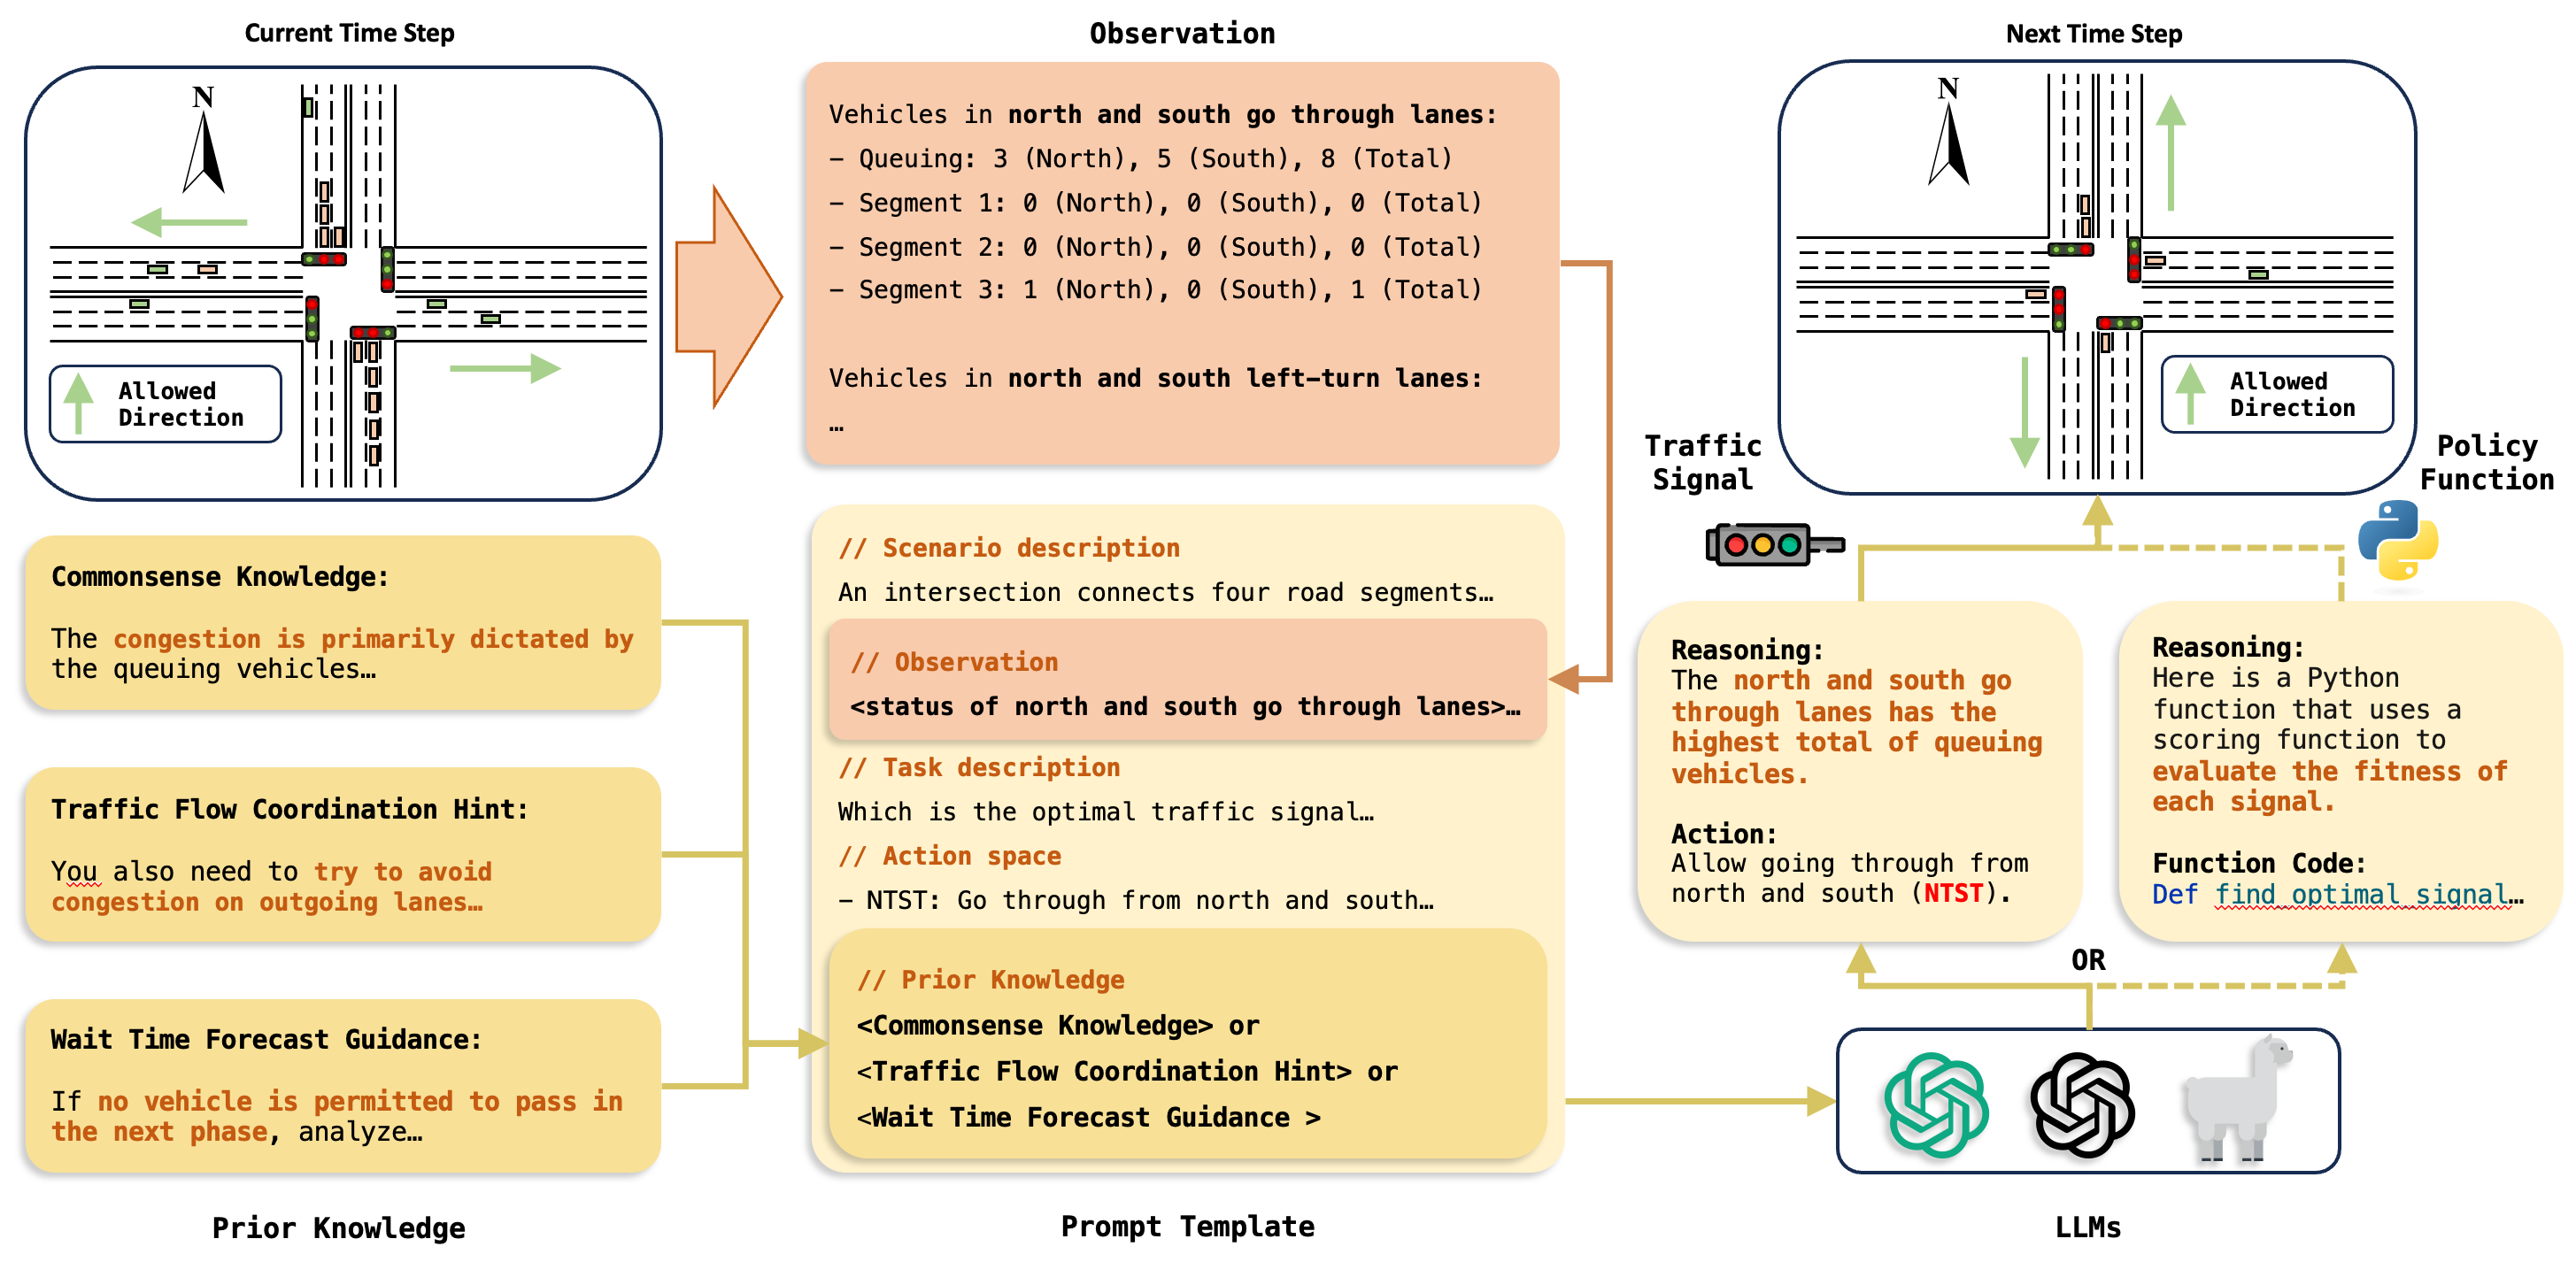 Current Time Step
N
Allowed
Direction
Commonsense Knowledge:
The congestion is primarily dictated by
the queuing vehicles…
Traffic Flow Coordination Hint:
You also need to try to avoid
congestion on outgoing lanes…
Wait Time Forecast Guidance:
If no vehicle is permitted to pass in
the next phase, analyze…
Prior Knowledge
Observation
Vehicles in north and south go through lanes:
– Queuing: 3 (North), 5 (South), 8 (Total)
– Segment 1: 0 (North), 0 (South), 0 (Total)
– Segment 2: 0 (North), 0 (South), 0 (Total)
– Segment 3: 1 (North), 0 (South), 1 (Total)
Vehicles in north and south left-turn lanes:
…
// Scenario description
An intersection connects four road segments…
// Observation
<status of north and south go through lanes>…
// Task description
Which is the optimal traffic signal…
// Action space
– NTST: Go through from north and south…
// Prior Knowledge
<Commonsense Knowledge> or
<Traffic Flow Coordination Hint> or
<Wait Time Forecast Guidance >
Prompt Template
Next Time Step
N
Allowed
Direction
Traffic
Signal
Policy
Function
Reasoning:
The north and south go
through lanes has the
highest total of queuing
vehicles.
Action:
Allow going through from
north and south (NTST).
Reasoning:
Here is a Python
function that uses a
scoring function to
evaluate the fitness of
each signal.
Function Code:
Def find_optimal_signal…
OR
LLMs